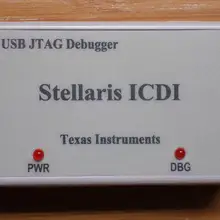 USB JTAG Debugger
Stellaris ICDI
Texas Instruments
PWR DBG